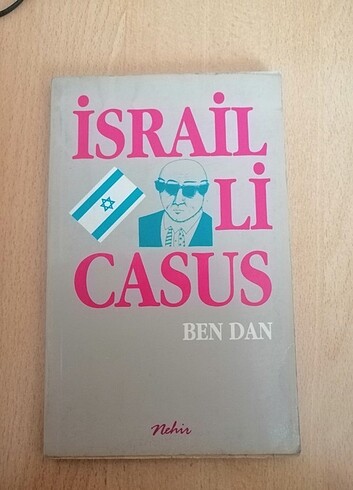 İSRAİL
Lİ
CASUS
BEN DAN
Nehir